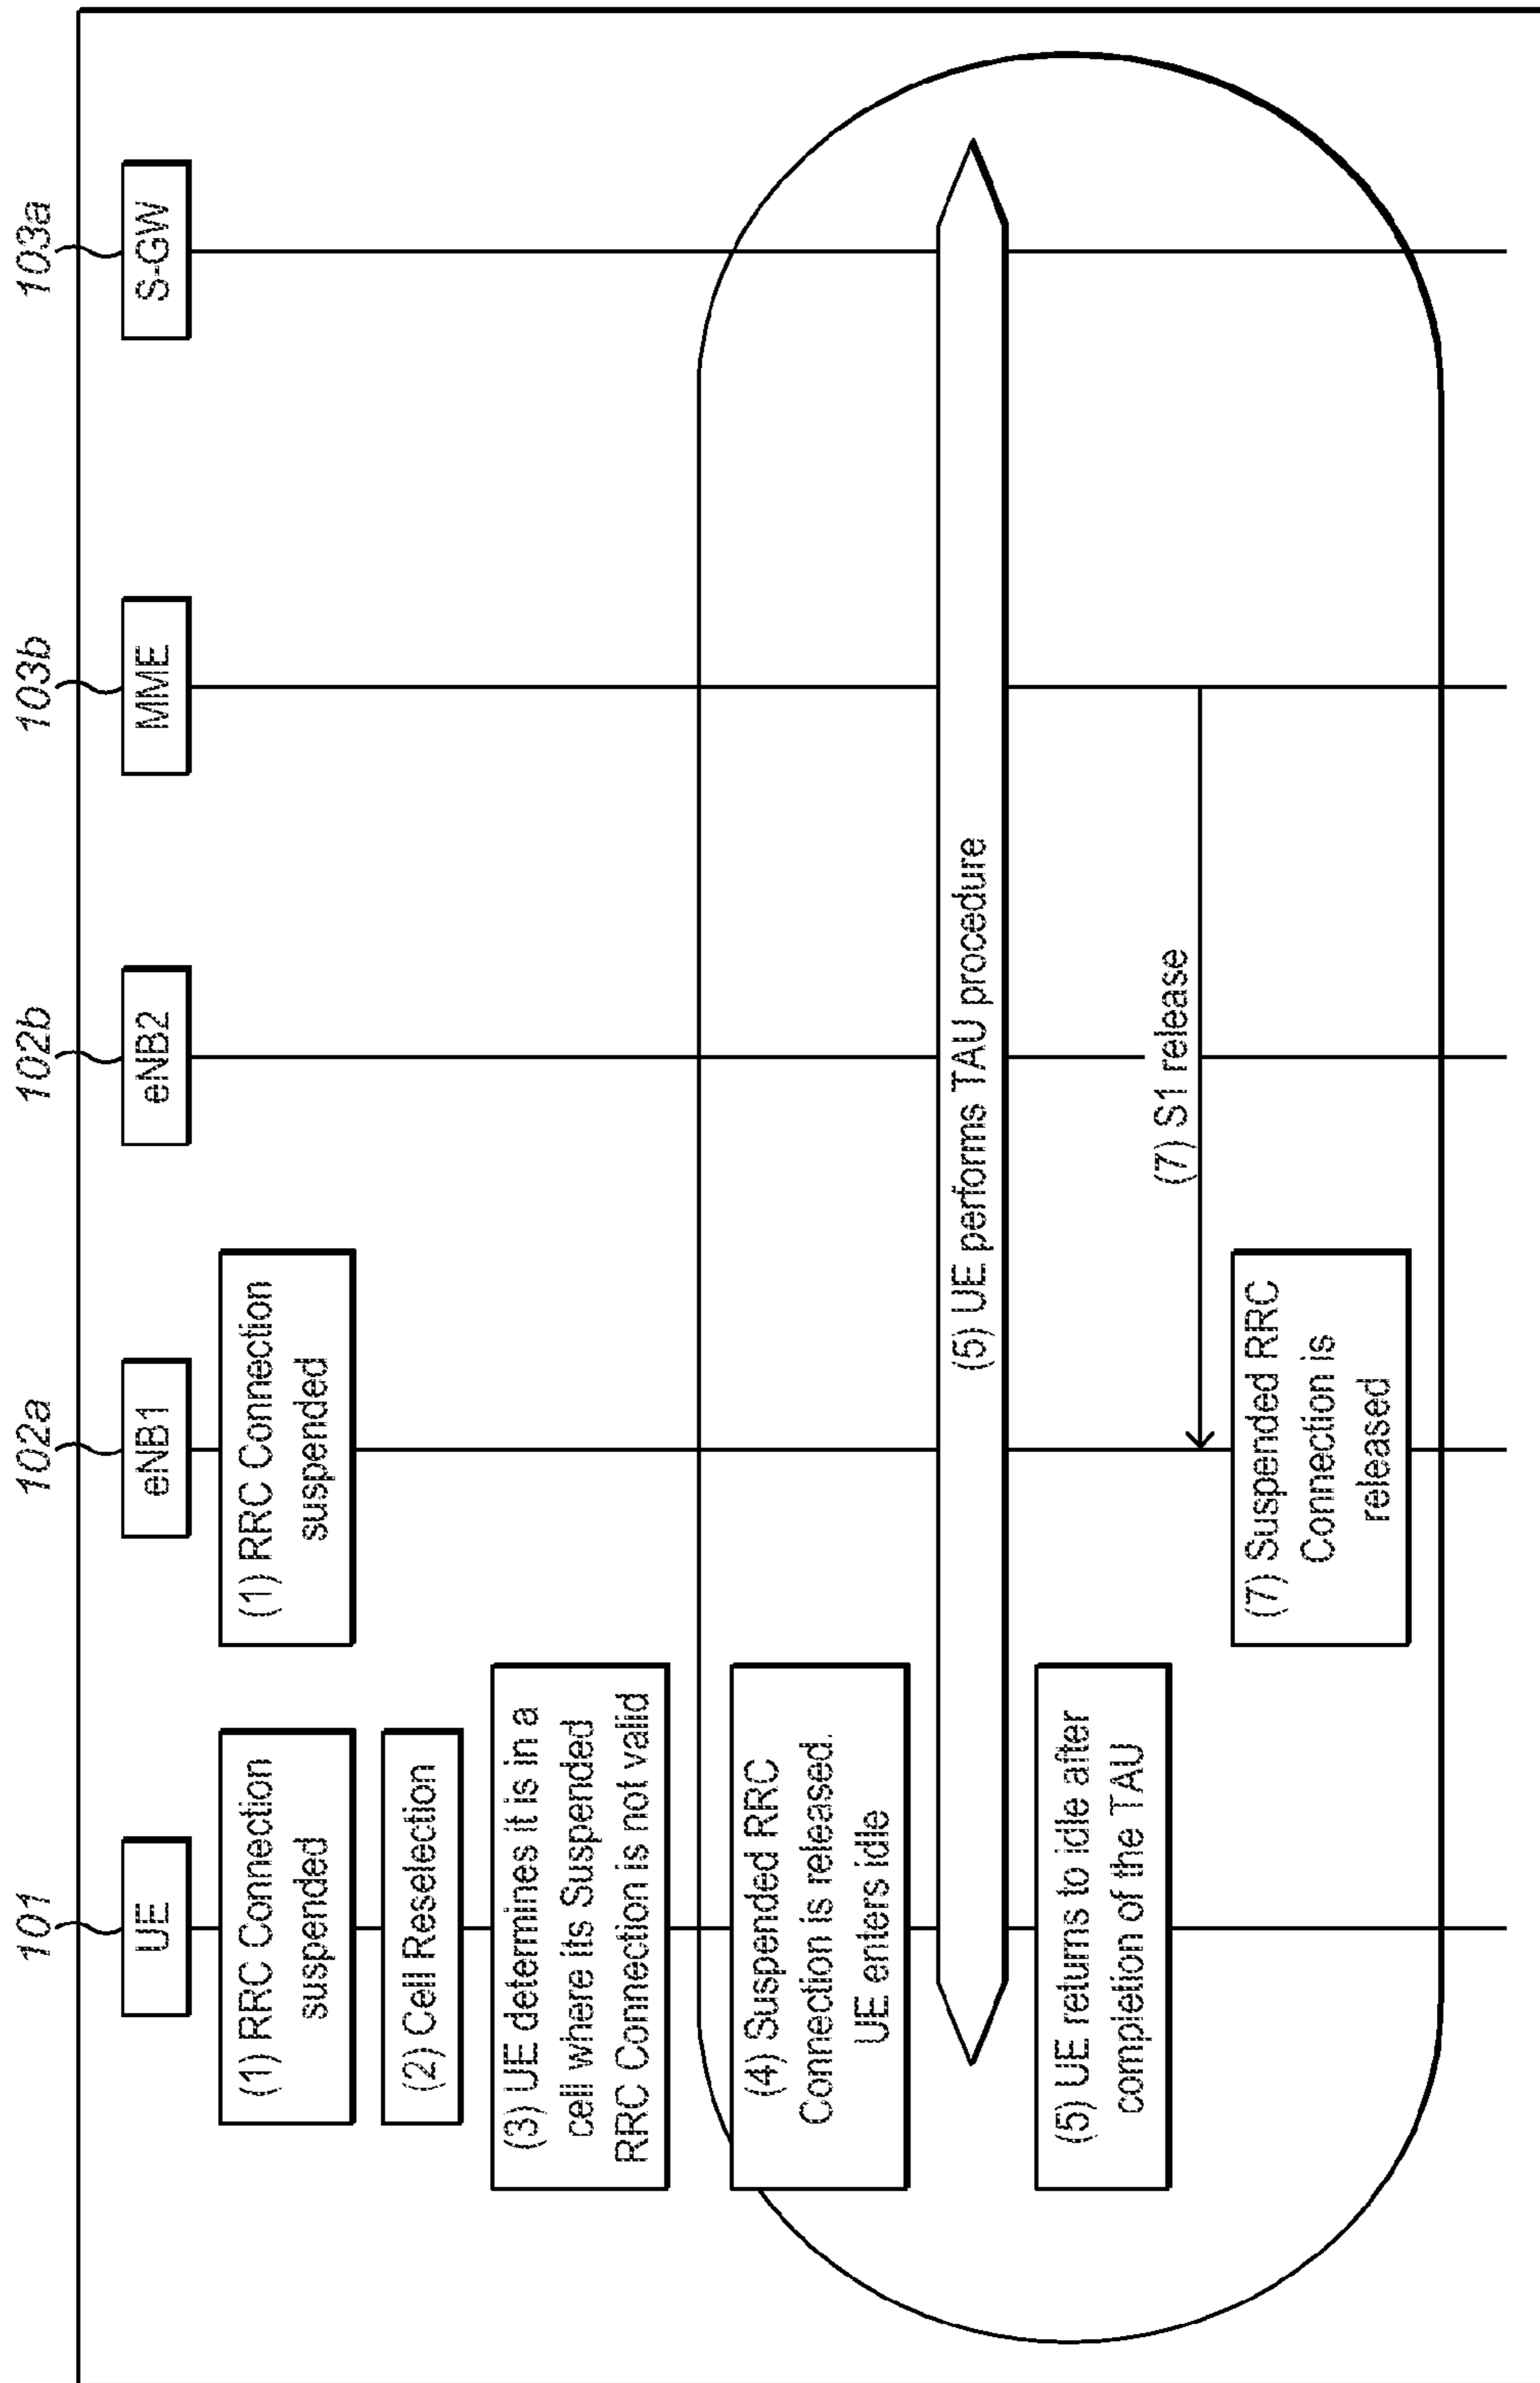 101
102a
102b
103b
103a
UE
eNB1
eNB2
MME
S-GW
(1) RRC Connection
suspended
(1) RRC Connection
suspended
(2) Cell Reselection
(3) UE determines it is in a
cell where its Suspended
RRC Connection is not valid
(4) Suspended RRC
Connection is released.
UE enters idle
(5) UE performs TAU procedure
(5) UE returns to idle after
completion of the TAU
(7) S1 release
(7) Suspended RRC
Connection is
released